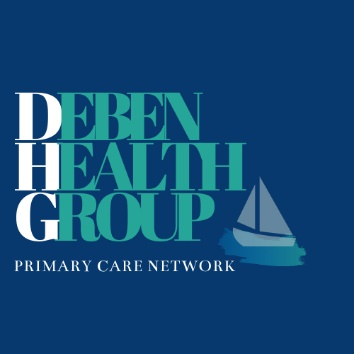 DEBEN
HEALTH
GROUP
PRIMARY CARE NETWORK